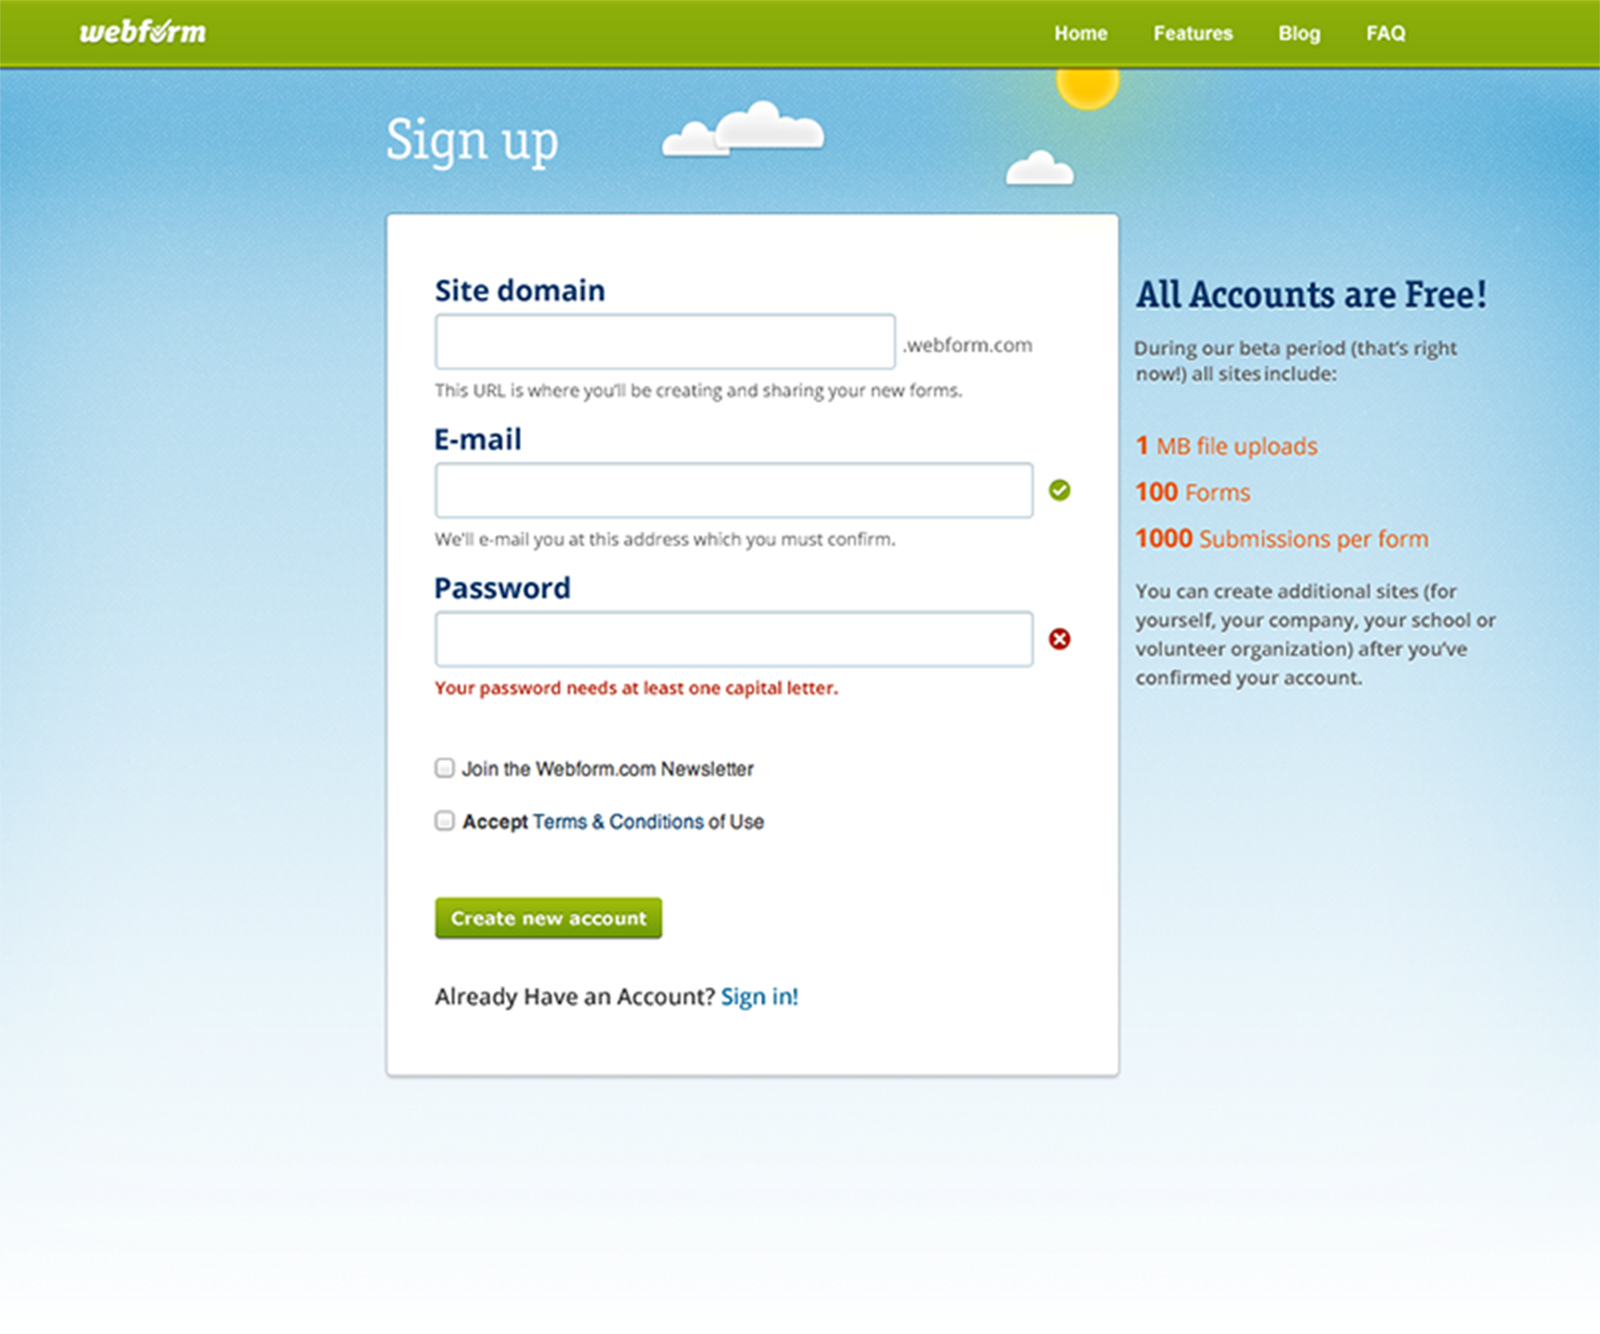 webform
Home Features Blog FAQ
Sign up
Site domain
.webform.com
This URL is where you'll be creating and sharing your new forms.
E-mail
We'll e-mail you at this address which you must confirm.
Password
Your password needs at least one capital letter.
Join the Webform.com Newsletter
Accept Terms & Conditions of Use
Create new account
Already Have an Account? Sign in!
All Accounts are Free!
During our beta period (that's right
now!) all sites include:
1 MB file uploads
100 Forms
1000 Submissions per form
You can create additional sites (for
yourself, your company, your school or
volunteer organization) after you've
confirmed your account.